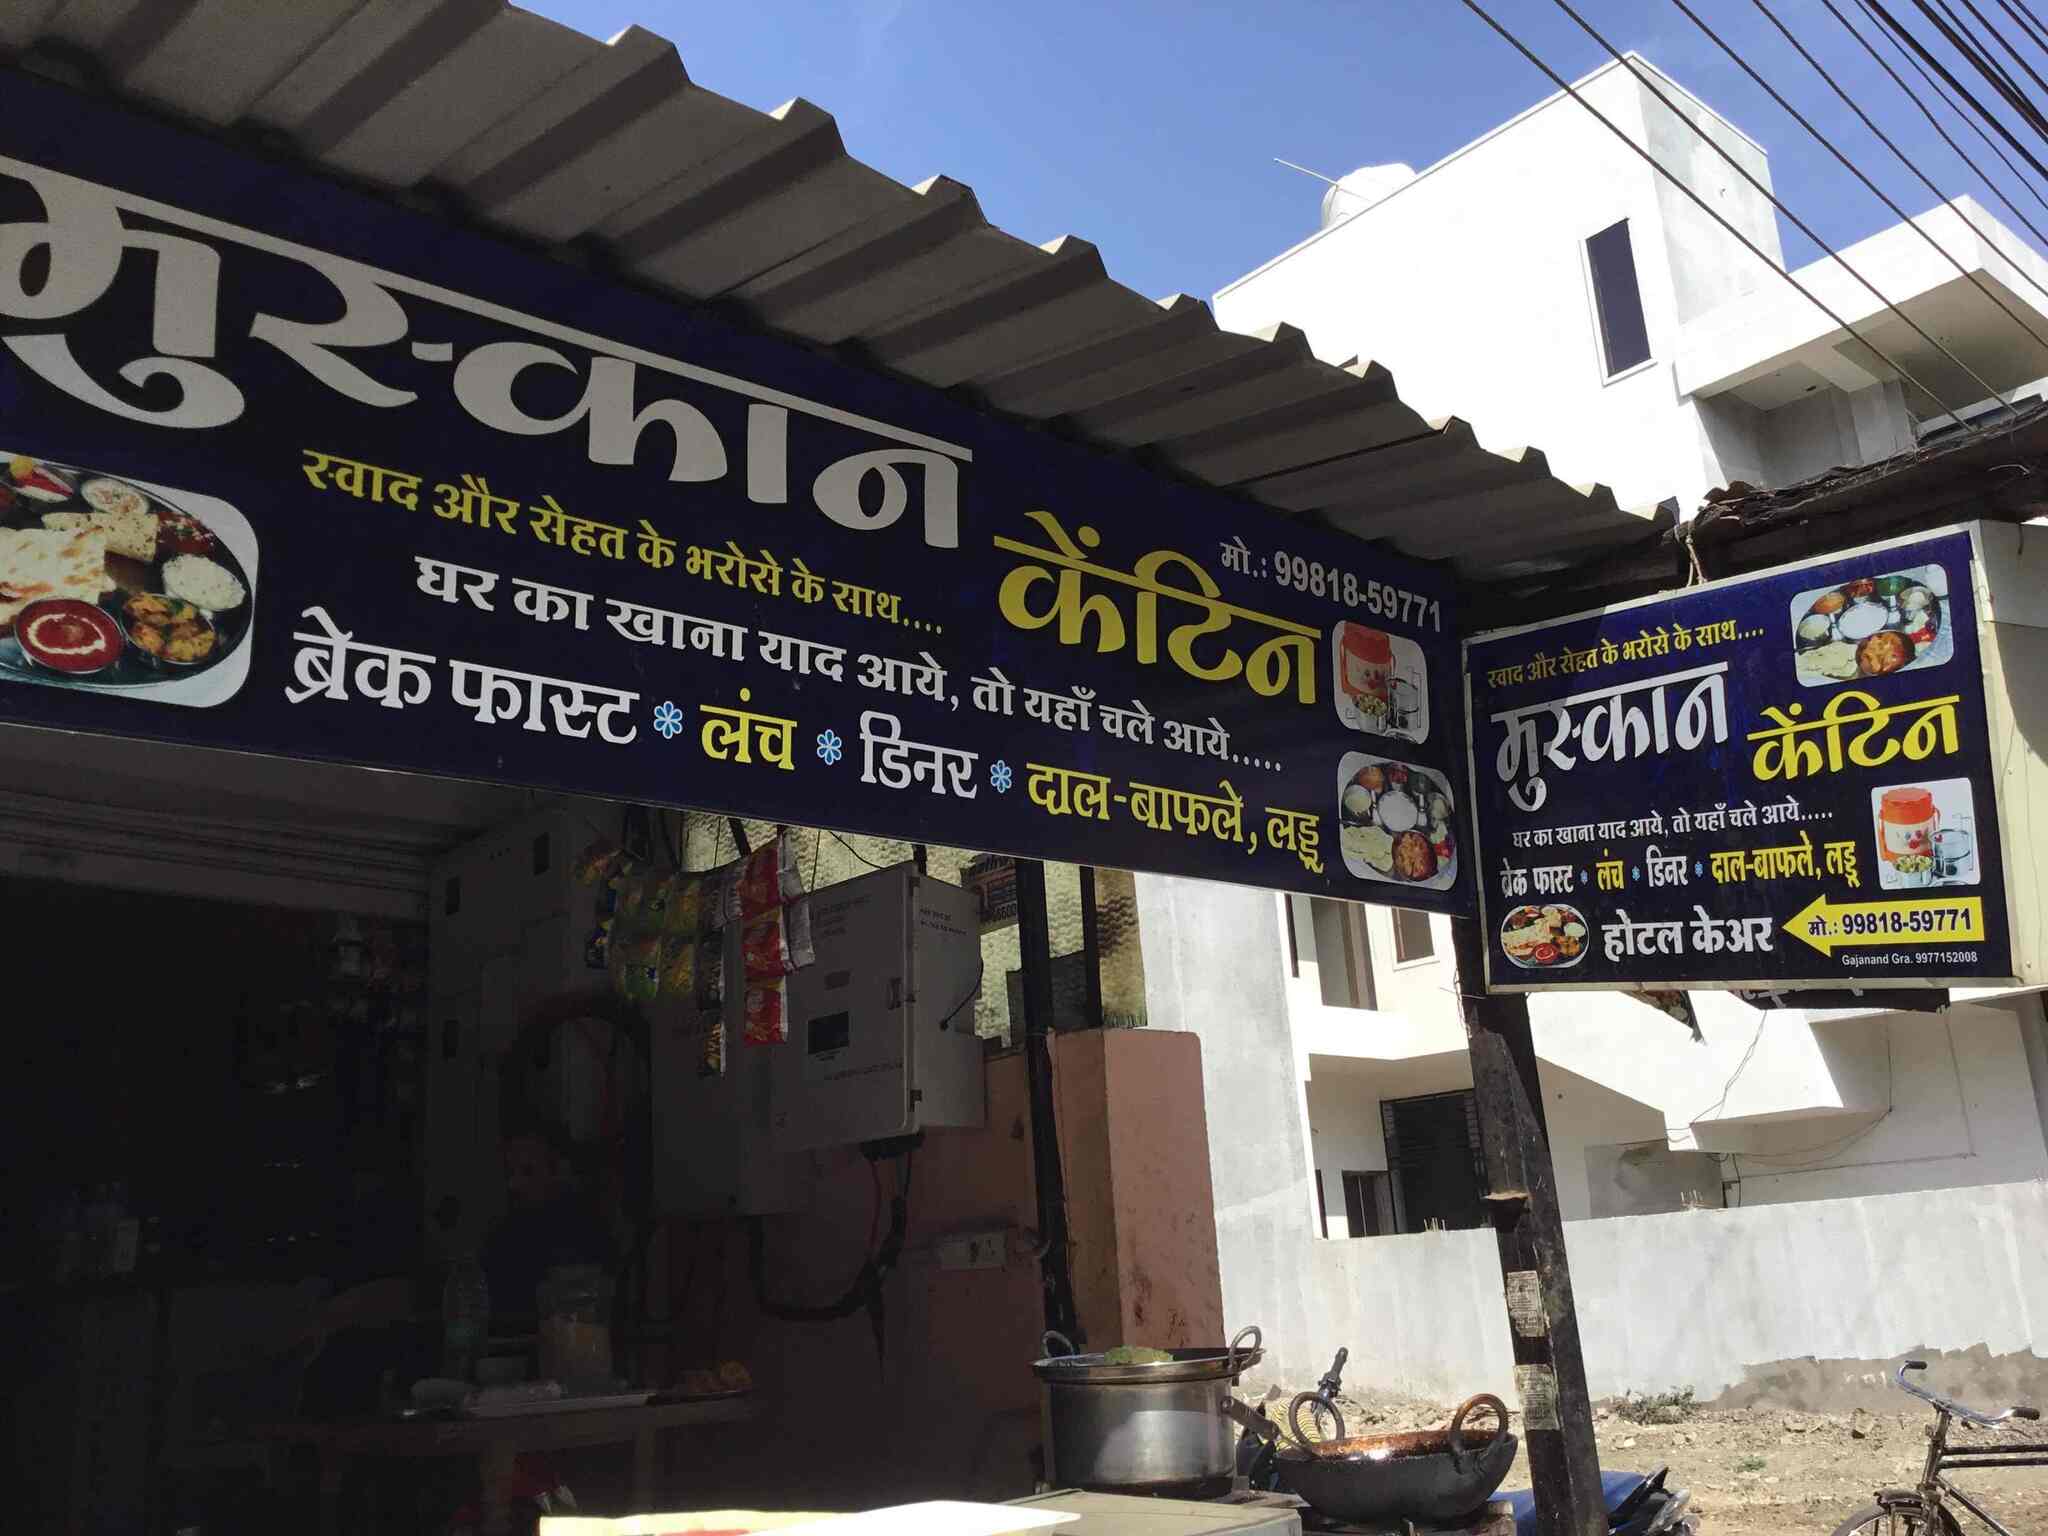 मुस्कान
केंटिन
मो.: 99818-59771
स्वाद और सेहत के भरोसे के साथ....
घर का खाना याद आये, तो यहाँ चले आये.....
ब्रेक फास्ट * लंच * डिनर * दाल-बाफले, लड्डू
स्वाद और सेहत के भरोसे के साथ....
मुस्कान
केंटिन
घर का खाना याद आये, तो यहाँ चले आये.....
ब्रेक फास्ट * लंच * डिनर * दाल-बाफले, लड्डू
होटल केअर
मो.: 99818-59771
Gajanand Gra. 9977152008